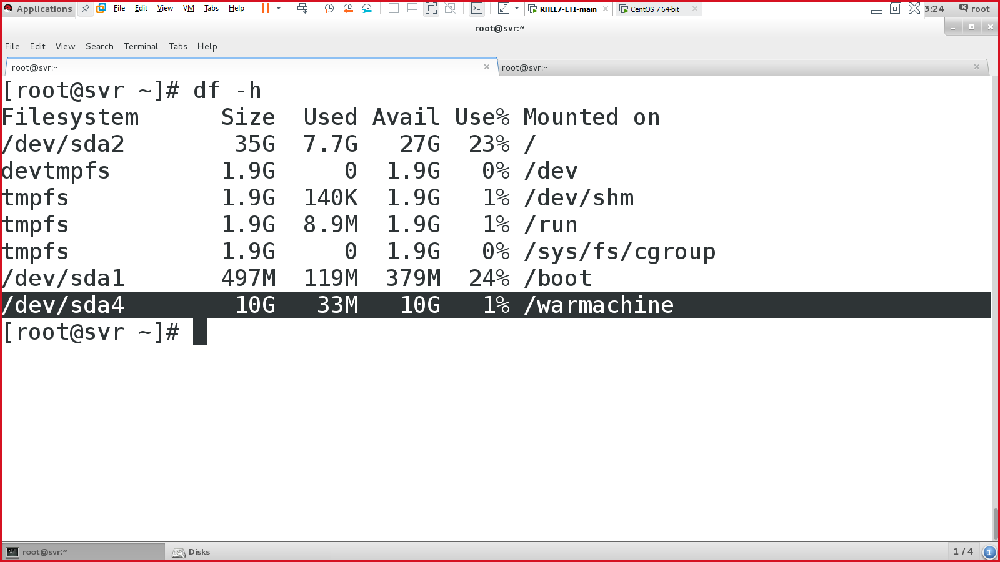 Applications File Edit View VM Tabs Help RHEL7-LTI-main CentOS 7 64-bit 3:24 root
root@svr:~
File Edit View Search Terminal Tabs Help
root@svr:~ root@svr:~
[root@svr ~]# df -h
Filesystem Size Used Avail Use% Mounted on
/dev/sda2 35G 7.7G 27G 23% /
devtmpfs 1.9G 0 1.9G 0% /dev
tmpfs 1.9G 140K 1.9G 1% /dev/shm
tmpfs 1.9G 8.9M 1.9G 1% /run
tmpfs 1.9G 0 1.9G 0% /sys/fs/cgroup
/dev/sda1 497M 119M 379M 24% /boot
/dev/sda4 10G 33M 10G 1% /warmachine
[root@svr ~]#
root@svr:~ Disks 1 / 4 1